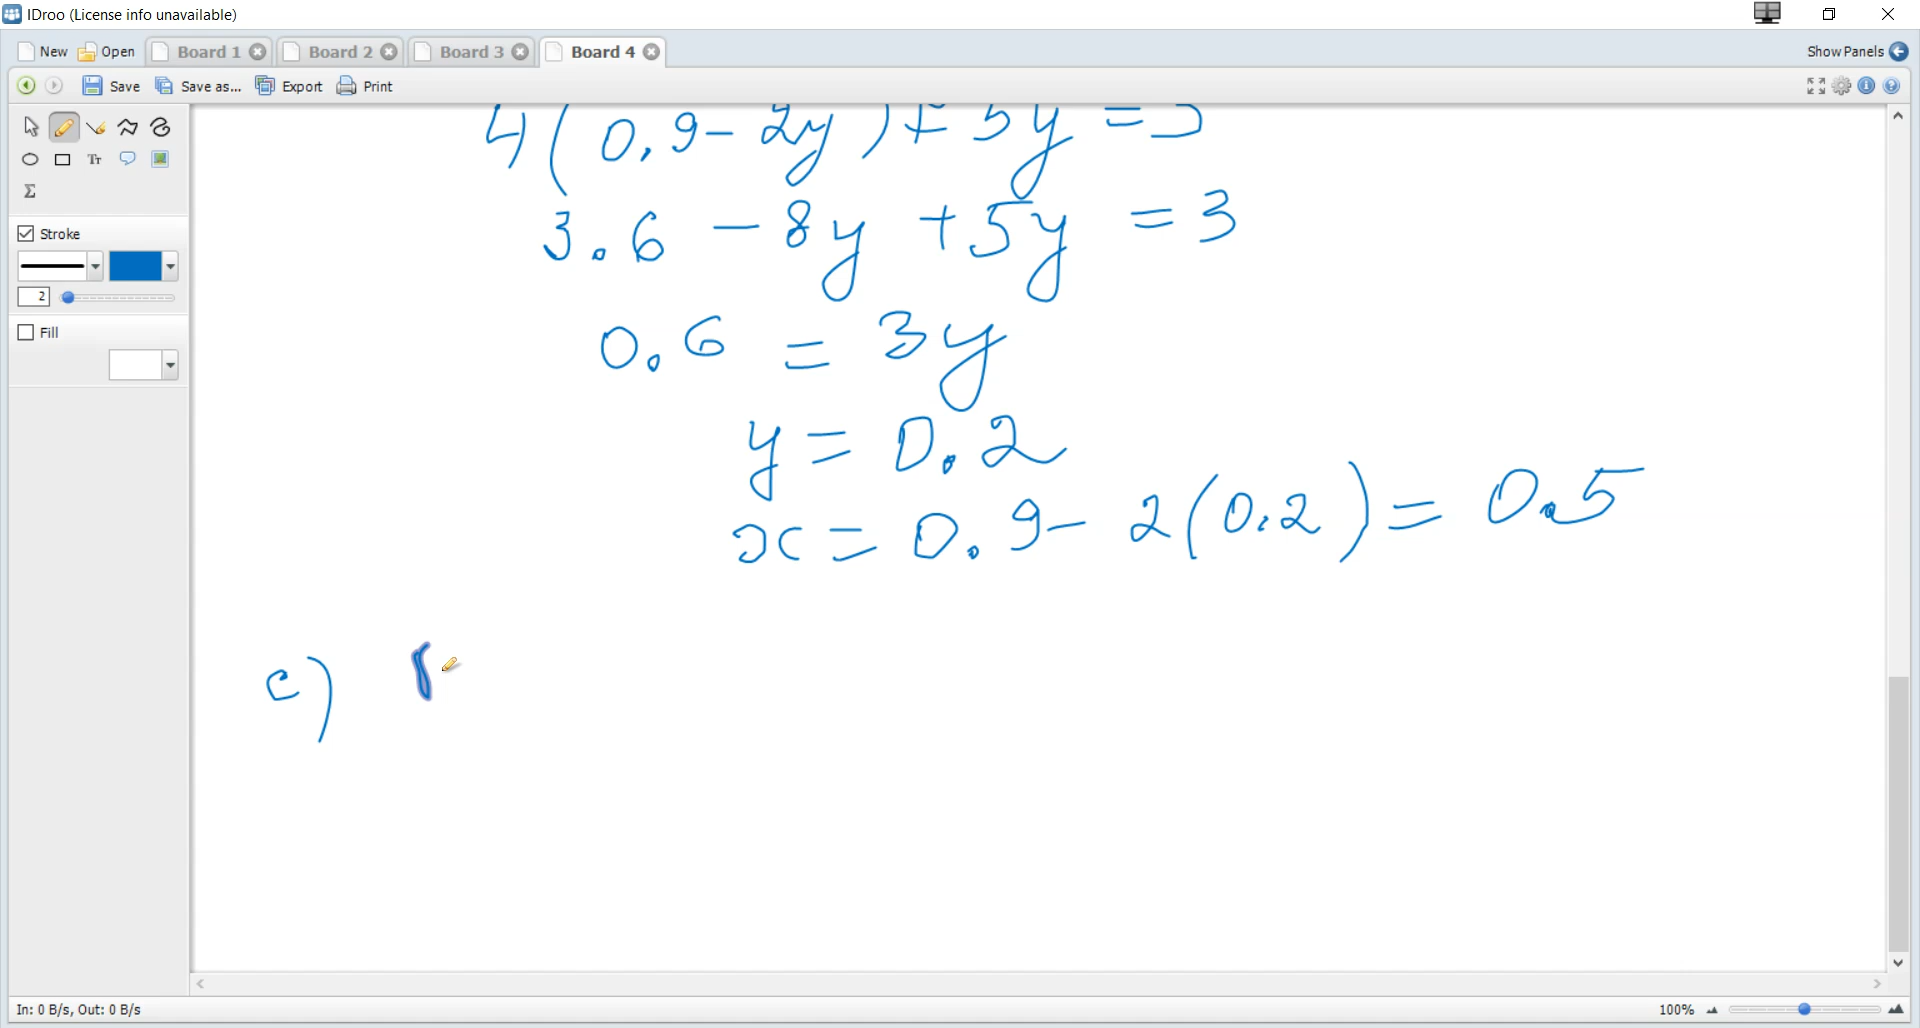 IDroo (License info unavailable)
New Open Board 1 Board 2 Board 3 Board 4 Show Panels
Save Save as... Export Print
4(0.9-2y)+5y=3
Tт
3.6 -8y +5y =3
Stroke
2
0.6 = 3y
Fill
y = 0.2
x = 0.9- 2(0.2) = 0.5
c)
In: 0 B/s, Out: 0 B/s 100%